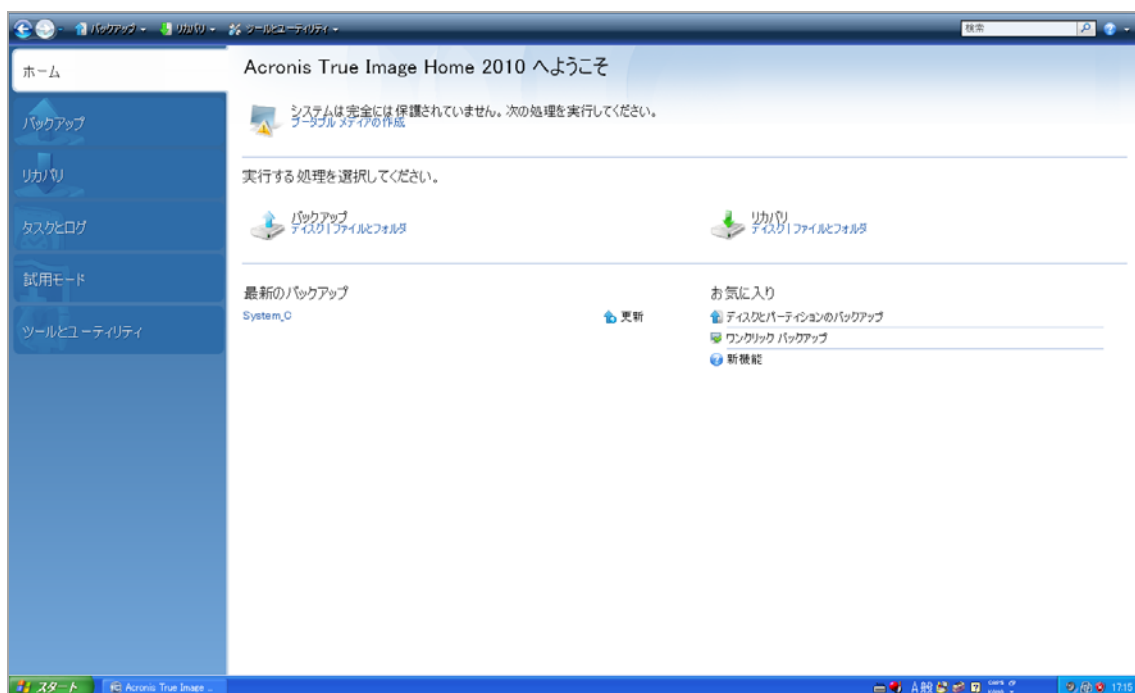 バックアップ リカバリ ツールとユーティリティ 検索
ホーム
バックアップ
リカバリ
タスクとログ
試用モード
ツールとユーティリティ
Acronis True Image Home 2010 へようこそ
システムは完全には保護されていません。次の処理を実行してください。
ブータブル メディアの作成
実行する処理を選択してください。
バックアップ
ディスク | ファイルとフォルダ
リカバリ
ディスク | ファイルとフォルダ
最新のバックアップ
System_C 更新
お気に入り
ディスクとパーティションのバックアップ
ワンクリック バックアップ
新機能
スタート Acronis True Image ... A 般 CAPS 17:15